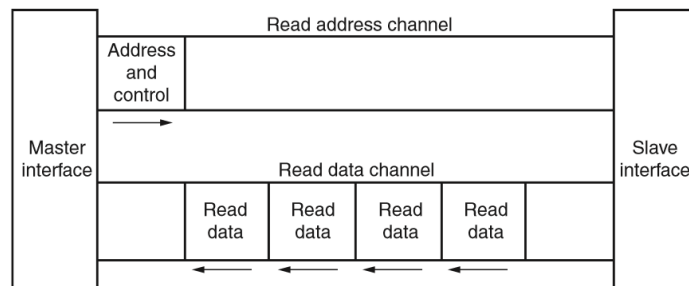 Read address channel
Address
and
control
Master
interface
Slave
interface
Read data channel
Read
data
Read
data
Read
data
Read
data